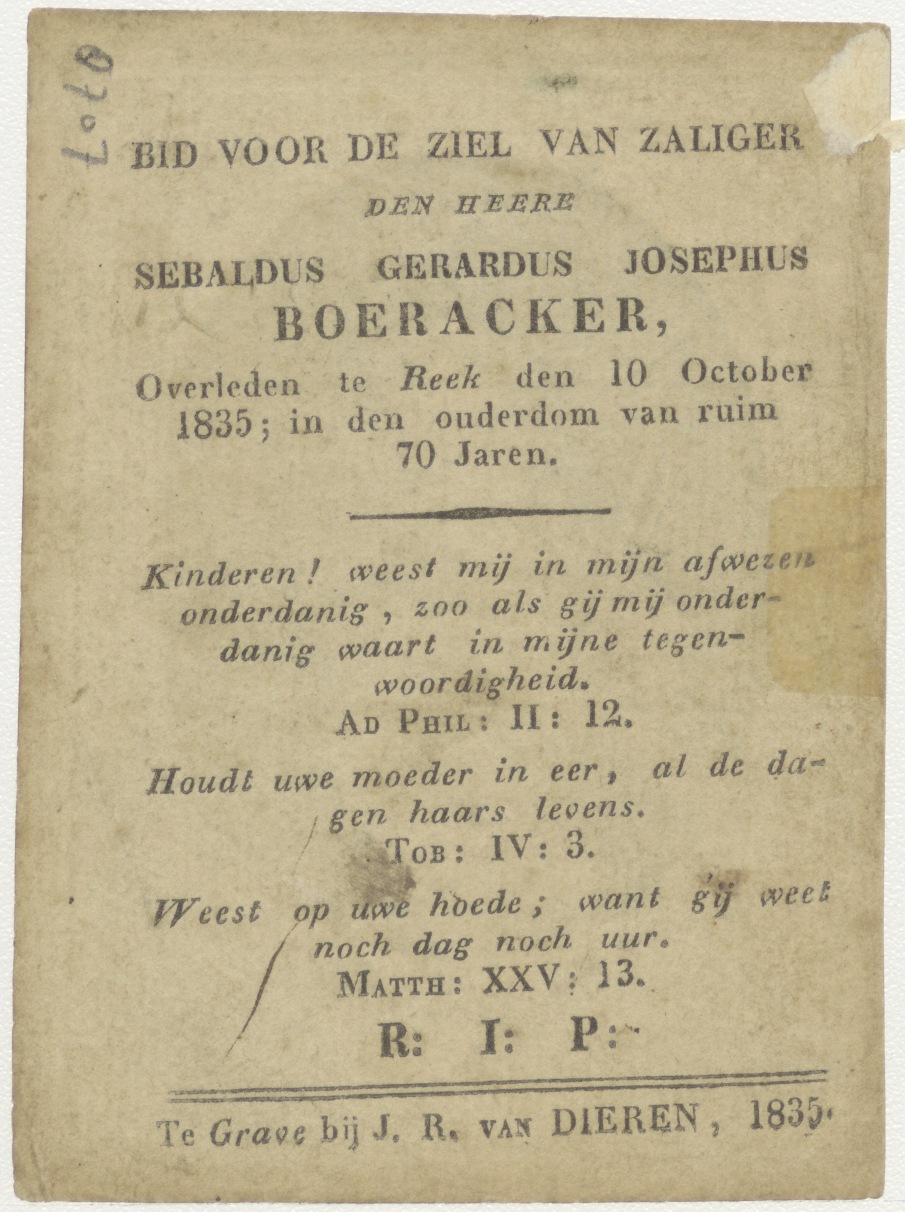 BID VOOR DE ZIEL VAN ZALIGER
DEN HEERE
SEBALDUS GERARDUS JOSEPHUS
BOERACKER,
Overleden te Reek den 10 October
1835; in den ouderdom van ruim
70 Jaren.
Kinderen! weest mij in mijn afwezen
onderdanig, zoo als gij mij onder-
danig waart in mijne tegen-
woordigheid.
AD PHIL: II: 12.
Houdt uwe moeder in eer, al de da-
gen haars levens.
TOB: IV: 3.
Weest op uwe hoede; want gij weet
noch dag noch uur.
MATTH: XXV: 13.
R: I: P:
Te Grave bij J. R. VAN DIEREN, 1835.